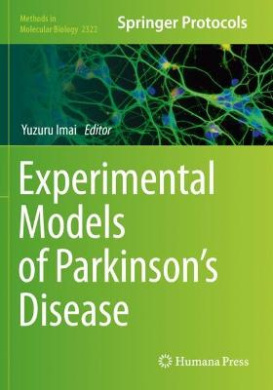 Methods in
Molecular Biology 2322
Springer Protocols
Yuzuru Imai Editor
Experimental
Models
of Parkinson's
Disease
Humana Press